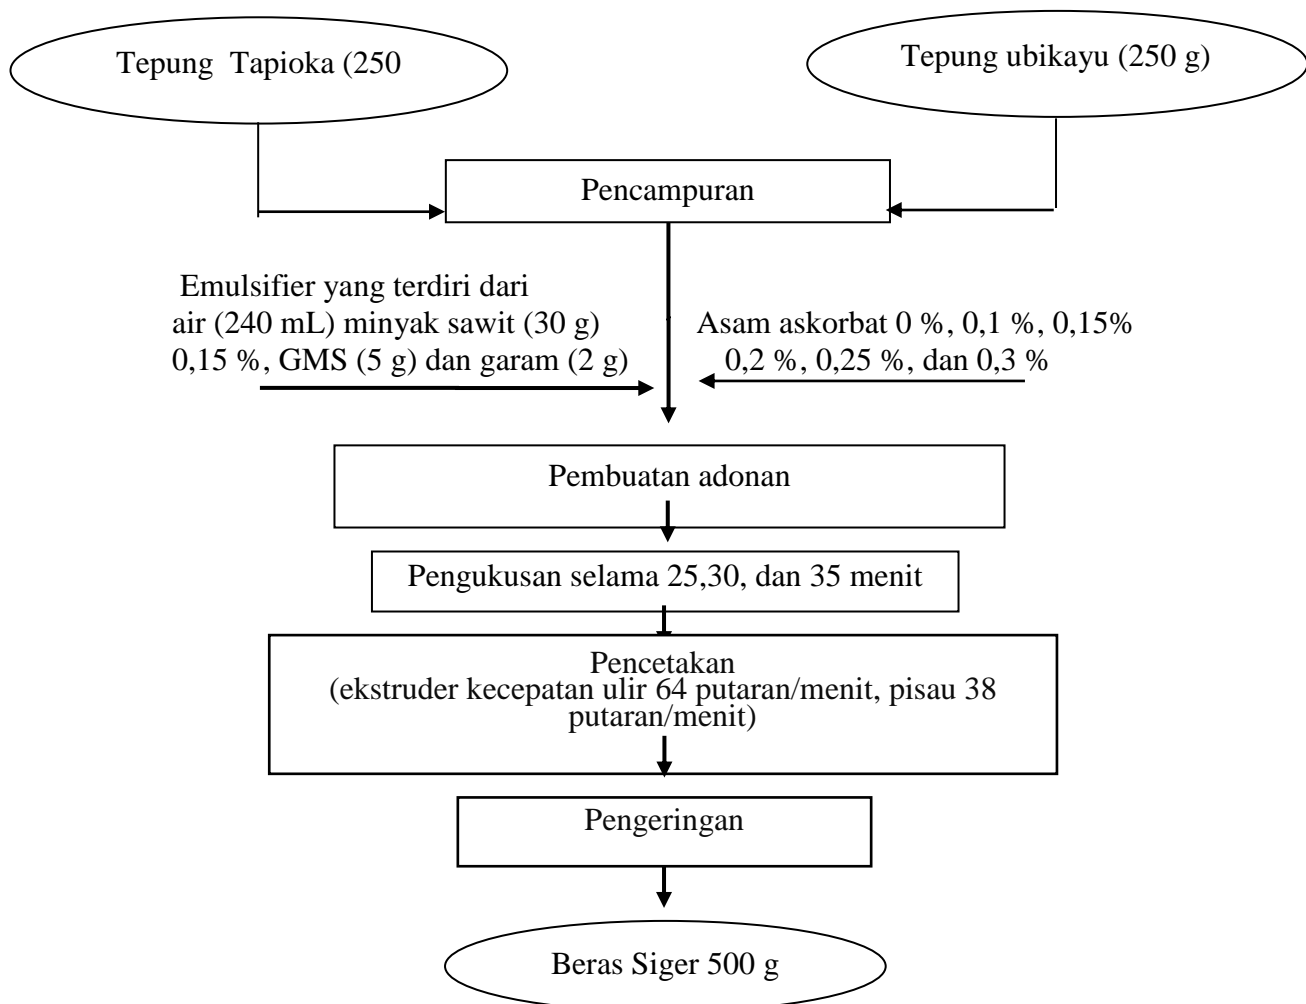 Tepung Tapioka (250
Tepung ubikayu (250 g)
Pencampuran
Emulsifier yang terdiri dari
air (240 mL) minyak sawit (30 g)
0,15 %, GMS (5 g) dan garam (2 g)
Asam askorbat 0 %, 0,1 %, 0,15%
0,2 %, 0,25 %, dan 0,3 %
Pembuatan adonan
Pengukusan selama 25,30, dan 35 menit
Pencetakan
(ekstruder kecepatan ulir 64 putaran/menit, pisau 38
putaran/menit)
Pengeringan
Beras Siger 500 g